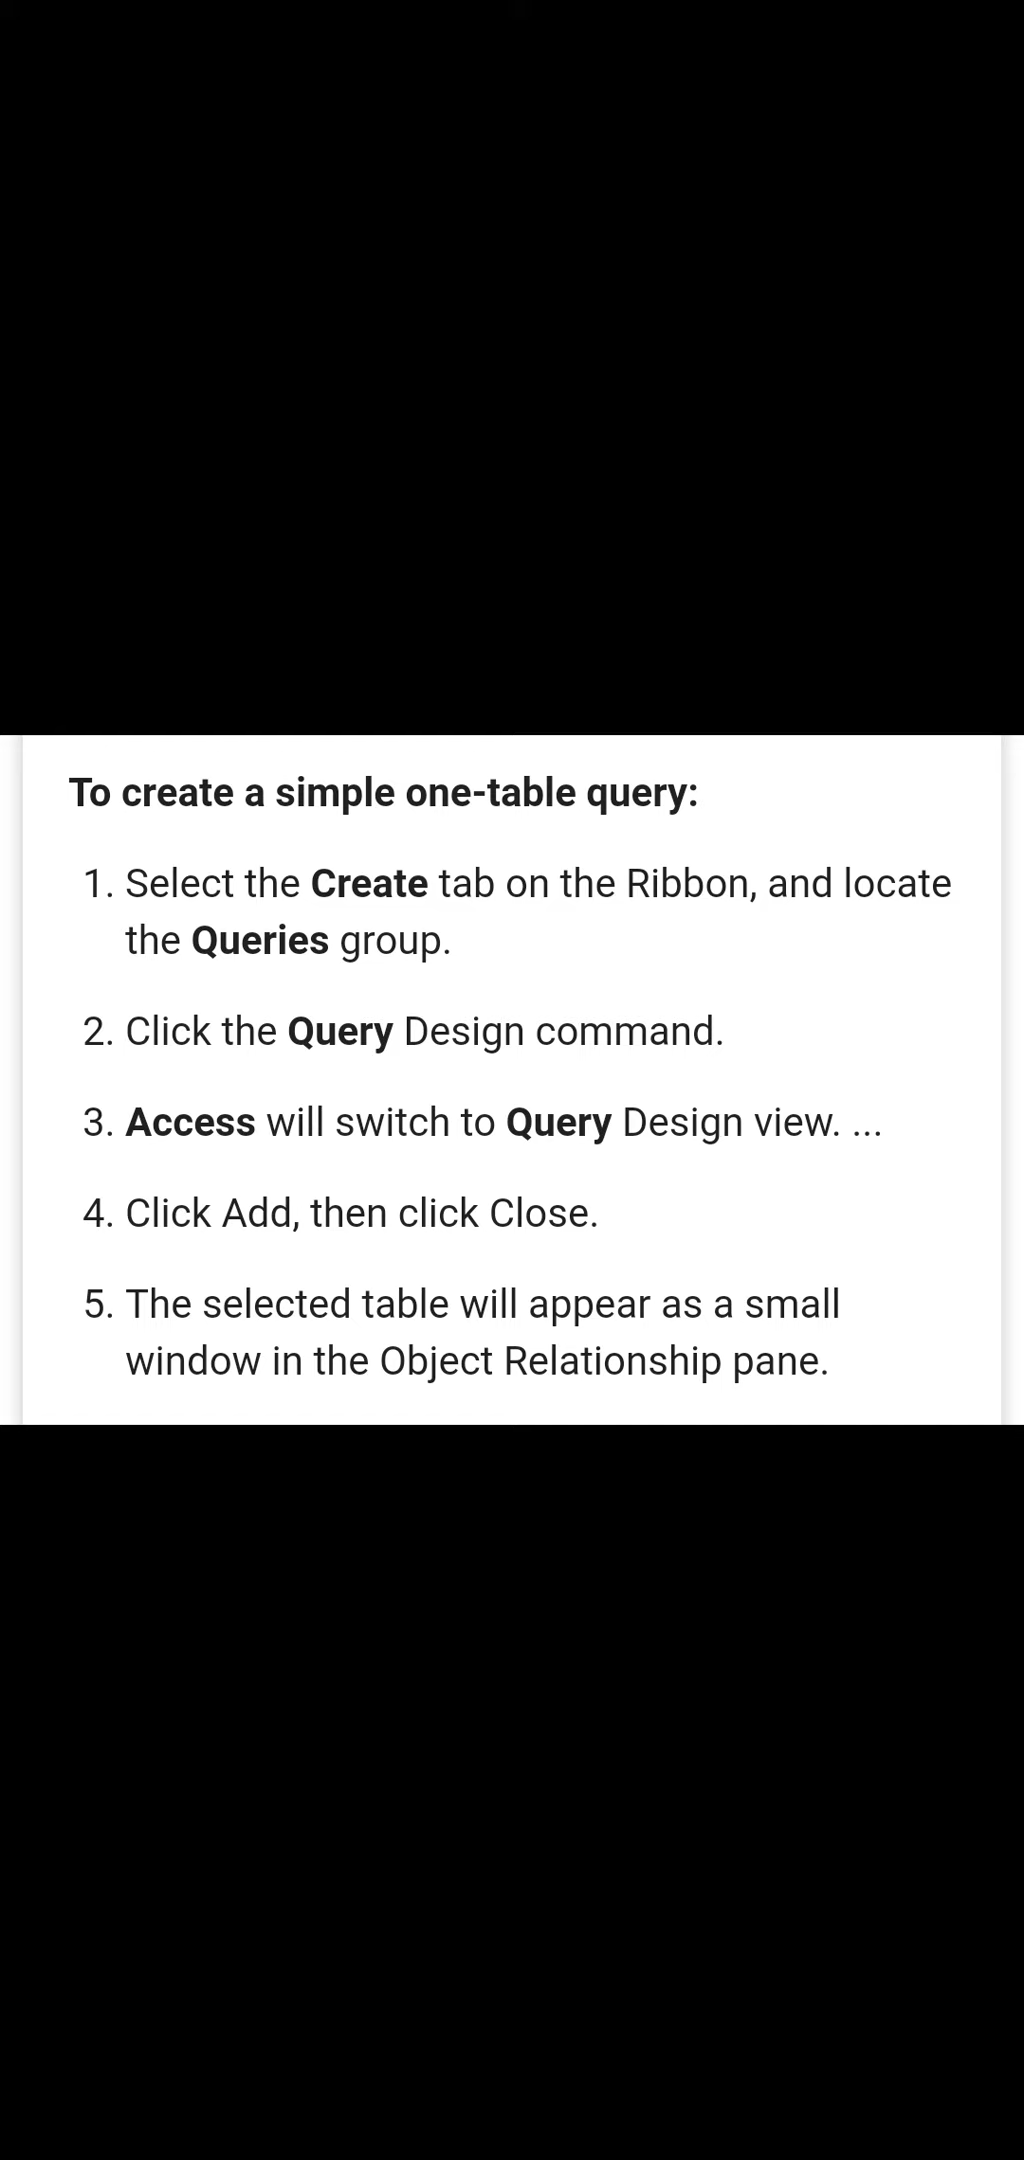 To create a simple one-table query:
1. Select the Create tab on the Ribbon, and locate
the Queries group.
2. Click the Query Design command.
3. Access will switch to Query Design view. ...
4. Click Add, then click Close.
5. The selected table will appear as a small
window in the Object Relationship pane.